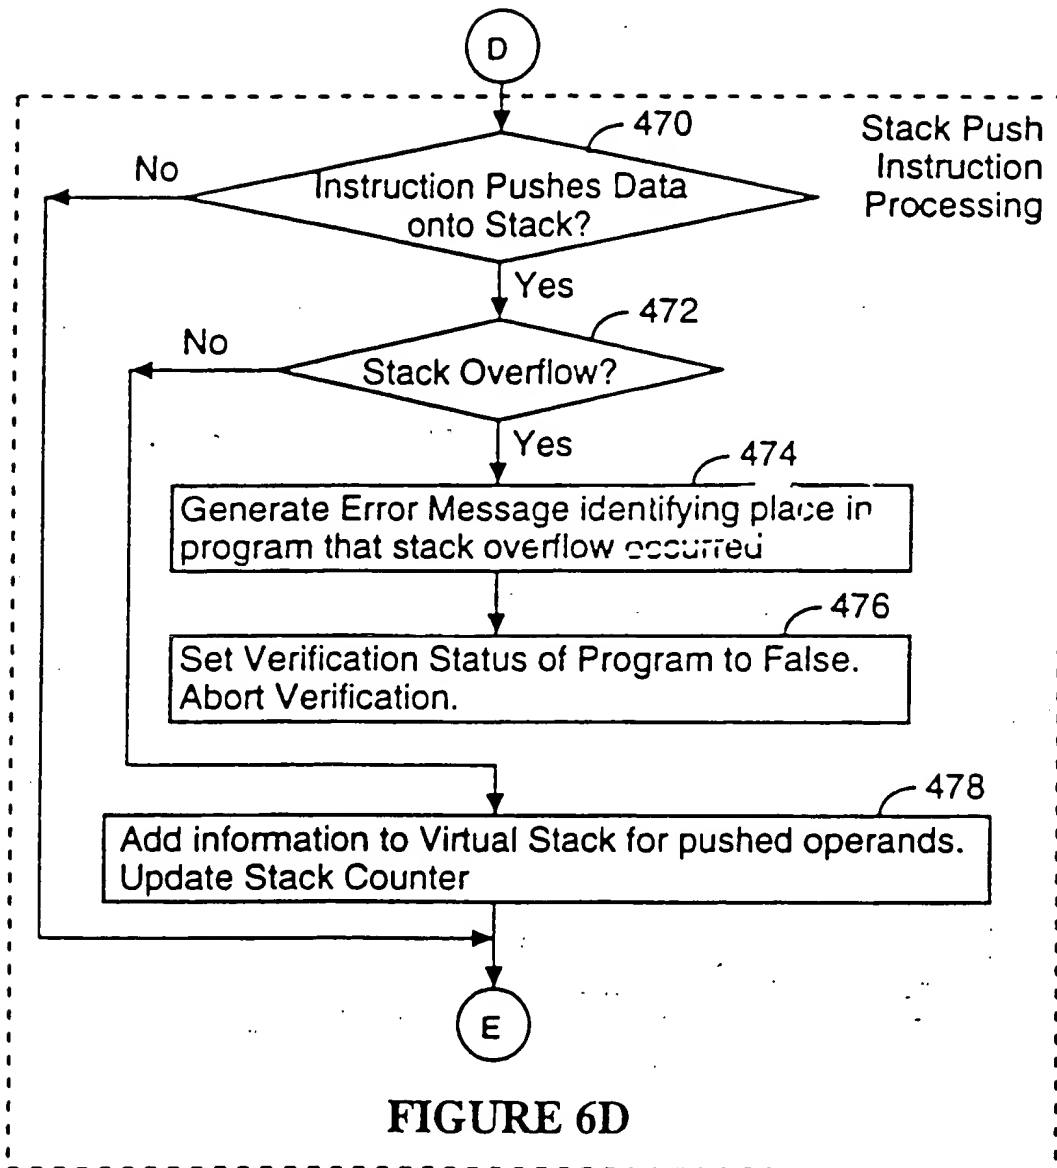 D
470
Stack Push
Instruction
Processing
No
Instruction Pushes Data
onto Stack?
Yes
472
No
Stack Overflow?
Yes
474
Generate Error Message identifying place in
program that stack overflow occurred
476
Set Verification Status of Program to False.
Abort Verification.
478
Add information to Virtual Stack for pushed operands.
Update Stack Counter
E
FIGURE 6D